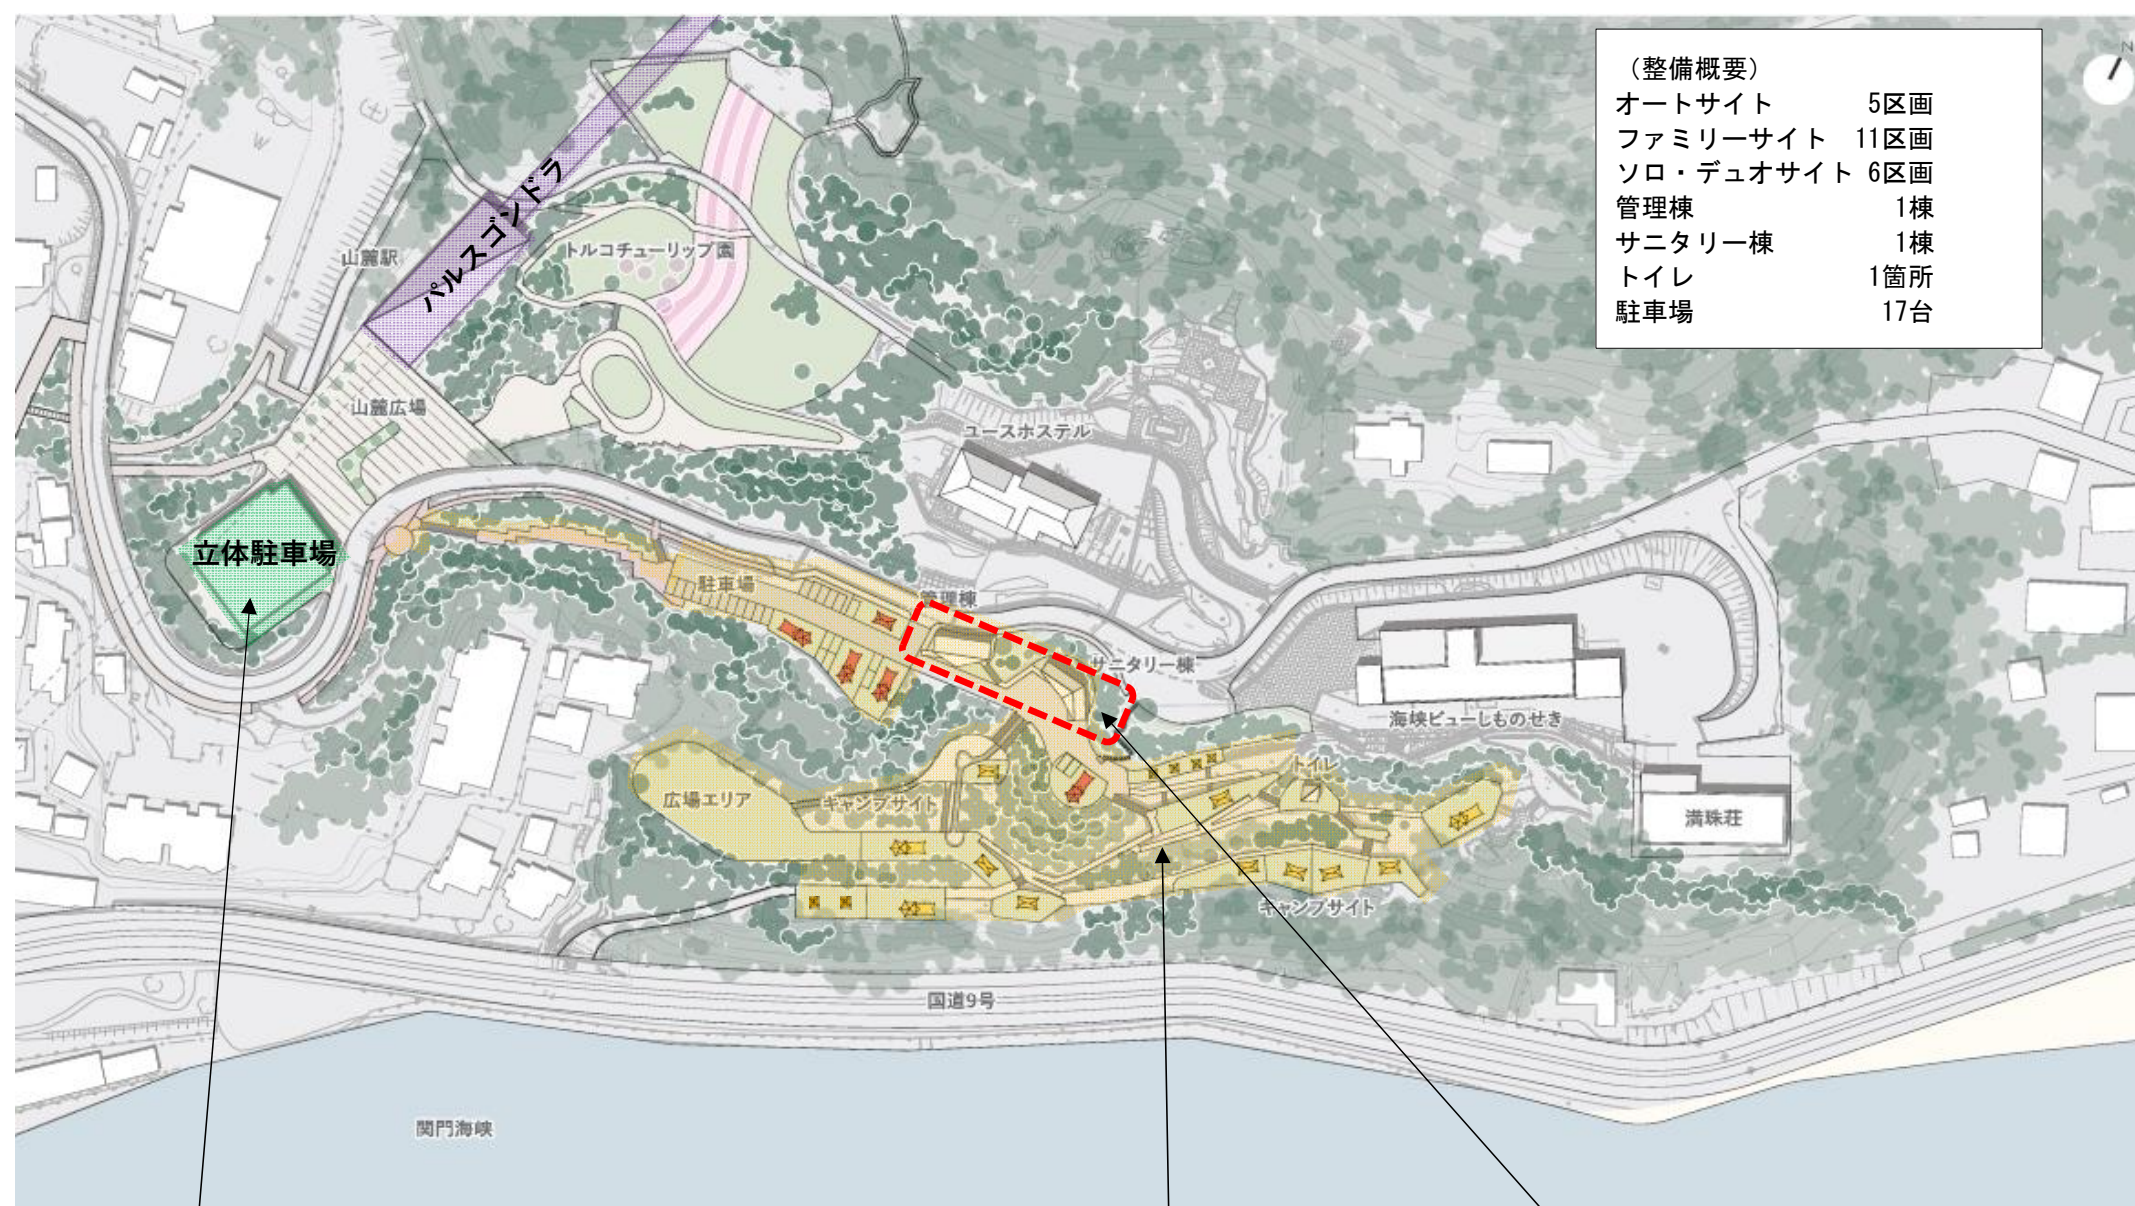 （整備概要）
オートサイト 5区画
ファミリーサイト 11区画
ソロ・デュオサイト 6区画
管理棟 1棟
サニタリー棟 1棟
トイレ 1箇所
駐車場 17台
N
パルスゴンドラ
山麓駅
トルコチューリップ園
山麓広場
ユースホステル
立体駐車場
駐車場
管理棟
サニタリー棟
海峡ビューしものせき
トイレ
広場エリア
キャンプサイト
満珠荘
キャンプサイト
国道9号
関門海峡